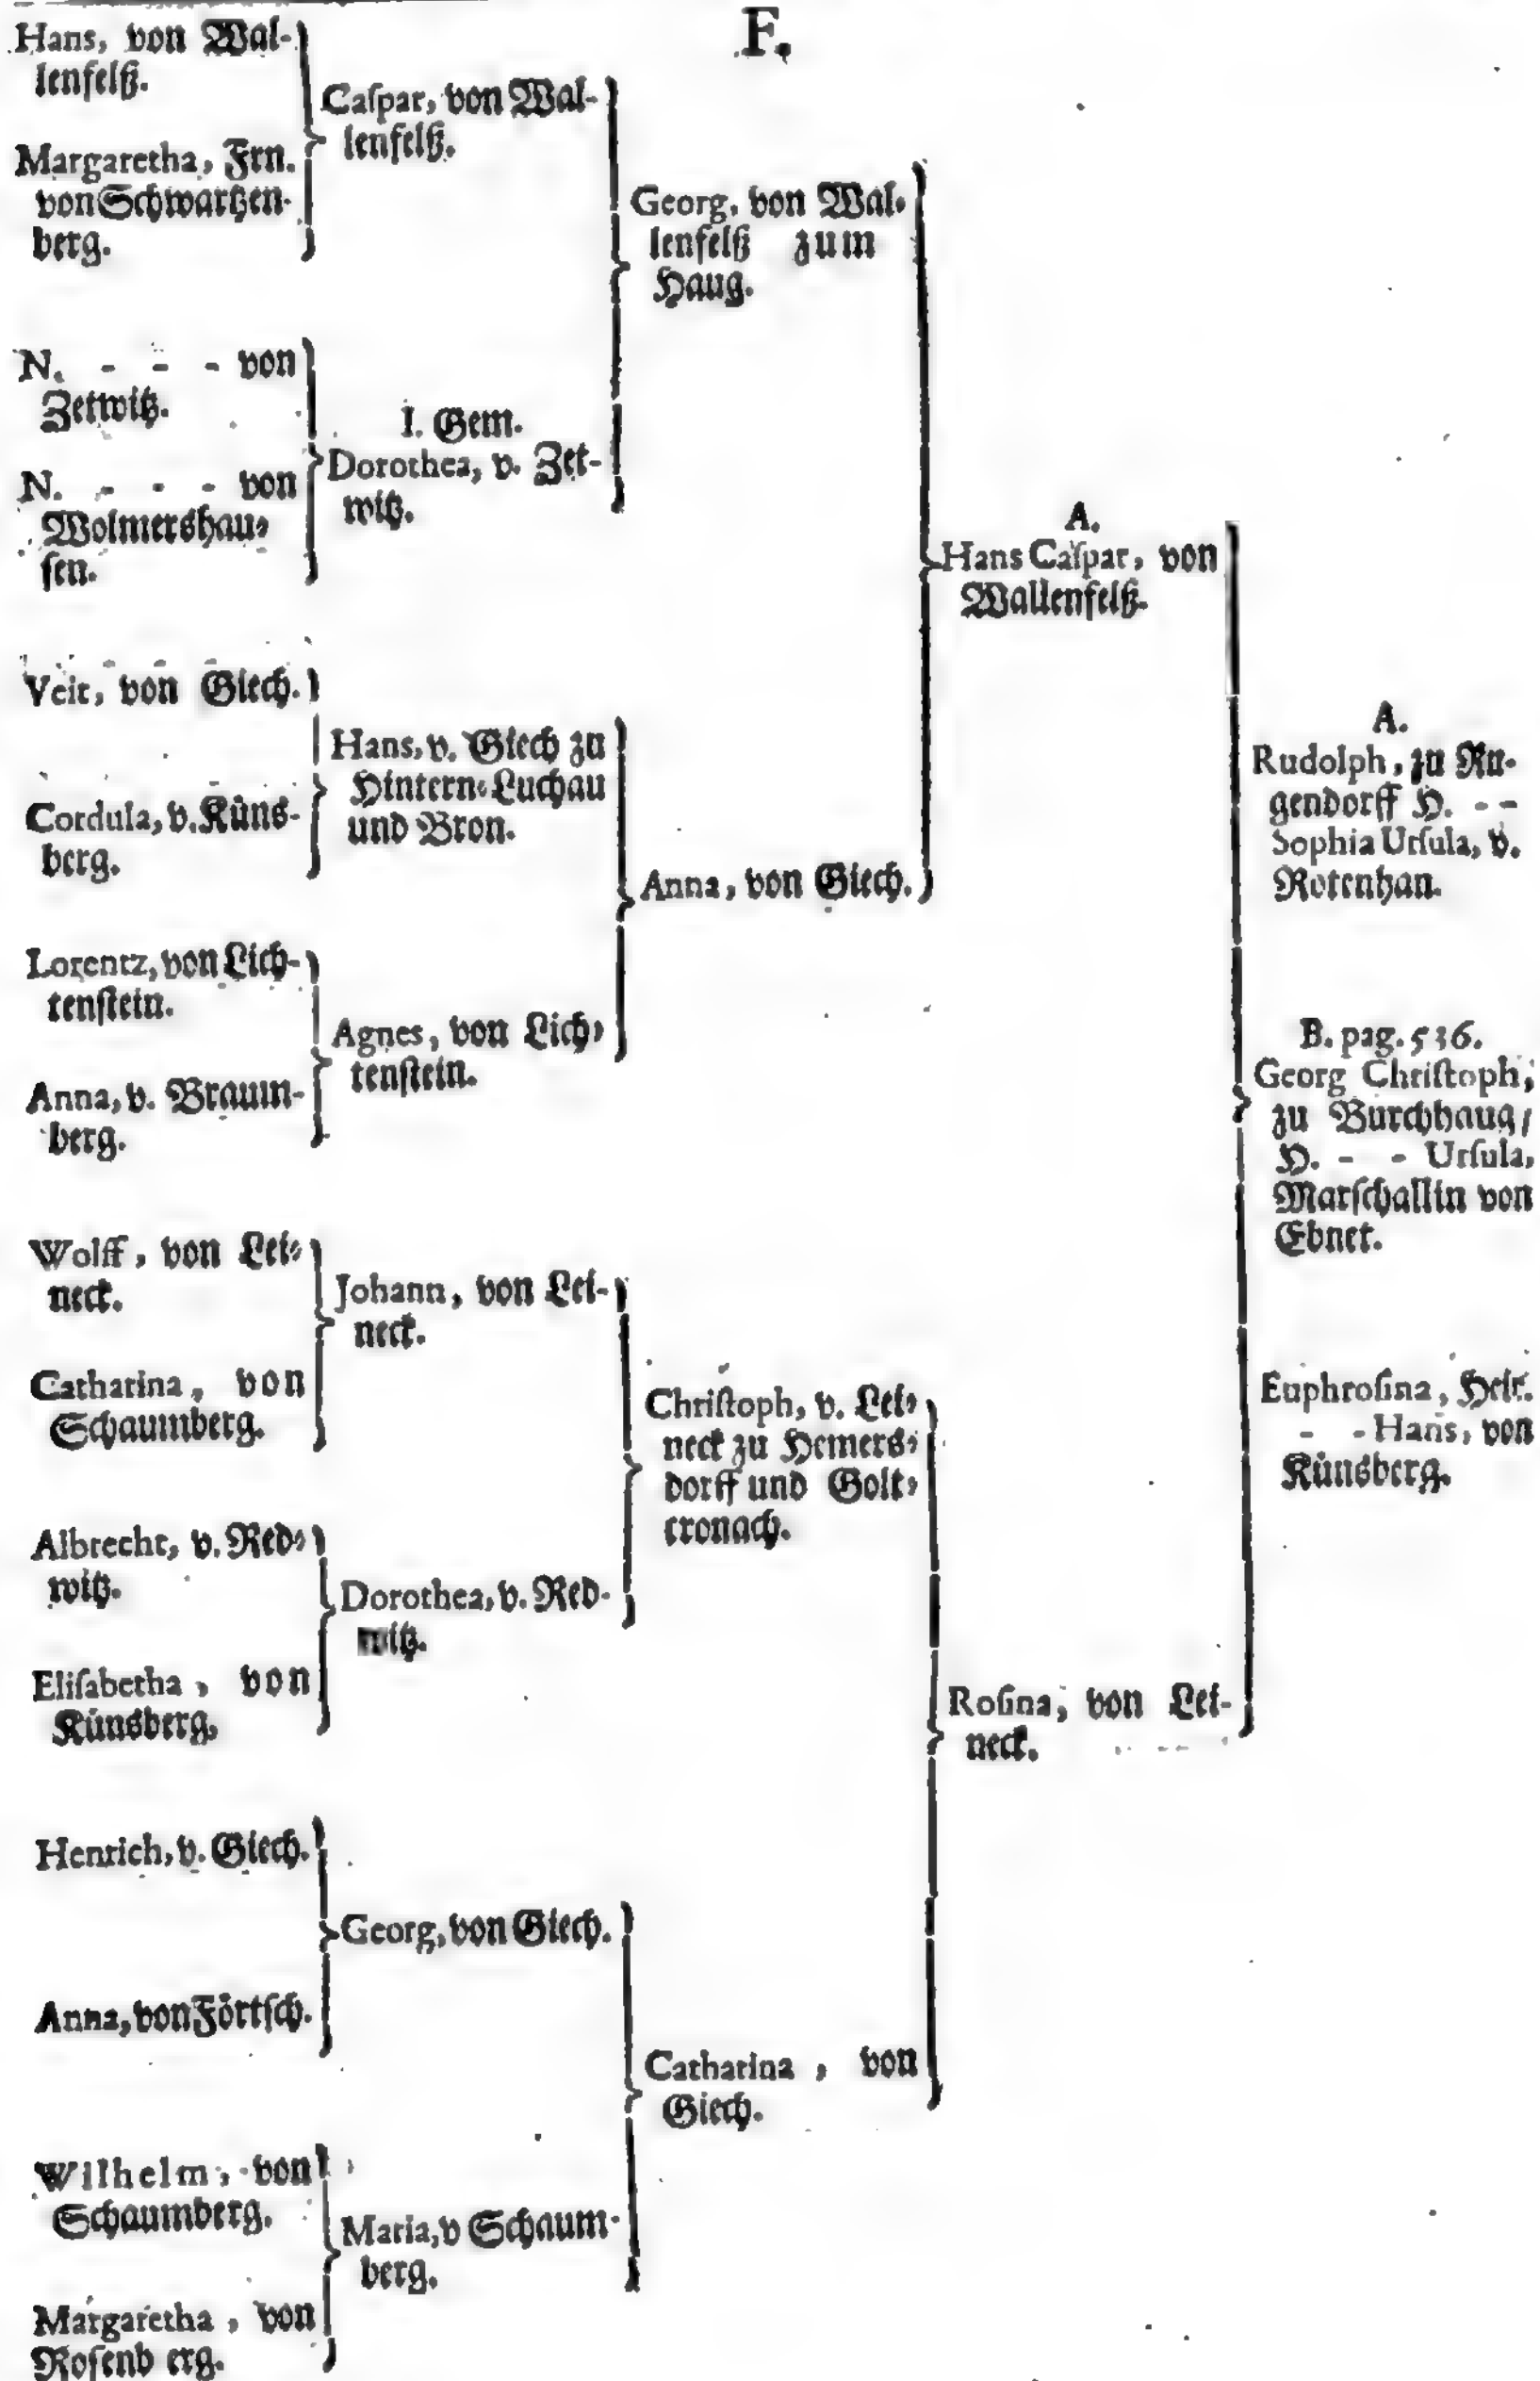 F.
Hans, von Wal-
lenfelß.
Margaretha, Frn.
von Schwartzen-
berg.
N. - - - von
Zettwitz.
N. - - - von
Wolmershau-
sen.
Veit, von Giech.
Cordula, v. Küns-
berg.
Lorentz, von Lich-
tenstein.
Anna, v. Braum-
berg.
Wolff, von Lei-
neck.
Catharina, von
Schaumberg.
Albrecht, v. Red-
witz.
Elisabetha, von
Künsberg.
Henrich, v. Giech.
Anna, von Förtsch.
Wilhelm, von
Schaumberg.
Margaretha, von
Rosenb erg.
Caspar, von Wal-
lenfelß.
I. Gem.
Dorothea, v. Zet-
witz.
Hans, v. Giech zu
Hintern-Luchau
und Bron.
Agnes, von Lich-
tenstein.
Johann, von Lei-
neck.
Dorothea, v. Red-
witz.
Georg, von Giech.
Maria, v Schaum-
berg.
Georg, von Wal-
lenfelß zum
Haug.
Anna, von Giech.
Christoph, v. Lei-
neck zu Hemers-
dorff und Golt-
cronach.
Catharina, von
Giech.
A.
Hans Caspar, von
Wallenfelß.
Rosina, von Lei-
neck.
A.
Rudolph, zu Ru-
gendorff H. - -
Sophia Ursula, v.
Rotenhan.
B. pag. 536.
Georg Christoph,
zu Burchhaug/
H. - - Ursula,
Marschallin von
Ebnet.
Euphrosina, Heir.
- - Hans, von
Künsberg.